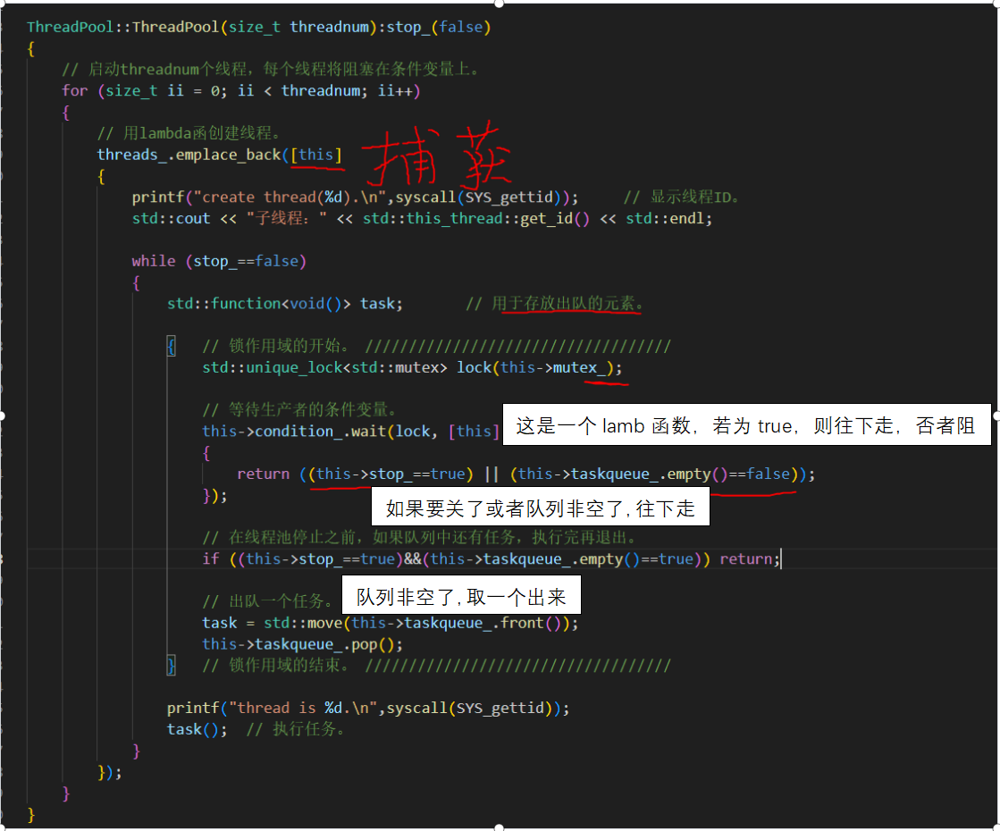 ThreadPool::ThreadPool(size_t threadnum):stop_(false)
{
// 启动threadnum个线程，每个线程将阻塞在条件变量上。
for (size_t ii = 0; ii < threadnum; ii++)
{
// 用lambda函创建线程。
threads_.emplace_back([this] 捕获
{
printf("create thread(%d).\n",syscall(SYS_gettid)); // 显示线程ID。
std::cout << "子线程：" << std::this_thread::get_id() << std::endl;
while (stop_==false)
{
std::function<void()> task; // 用于存放出队的元素。
{ // 锁作用域的开始。 ///////////////////////////////////
std::unique_lock<std::mutex> lock(this->mutex_);
// 等待生产者的条件变量。
this->condition_.wait(lock, [this] 这是一个 lamb 函数，若为 true，则往下走，否者阻
{
return ((this->stop_==true) || (this->taskqueue_.empty()==false));
}); 如果要关了或者队列非空了,往下走
// 在线程池停止之前，如果队列中还有任务，执行完再退出。
if ((this->stop_==true)&&(this->taskqueue_.empty()==true)) return;
// 出队一个任务。 队列非空了,取一个出来
task = std::move(this->taskqueue_.front());
this->taskqueue_.pop();
} // 锁作用域的结束。 ///////////////////////////////////
printf("thread is %d.\n",syscall(SYS_gettid));
task(); // 执行任务。
}
});
}
}